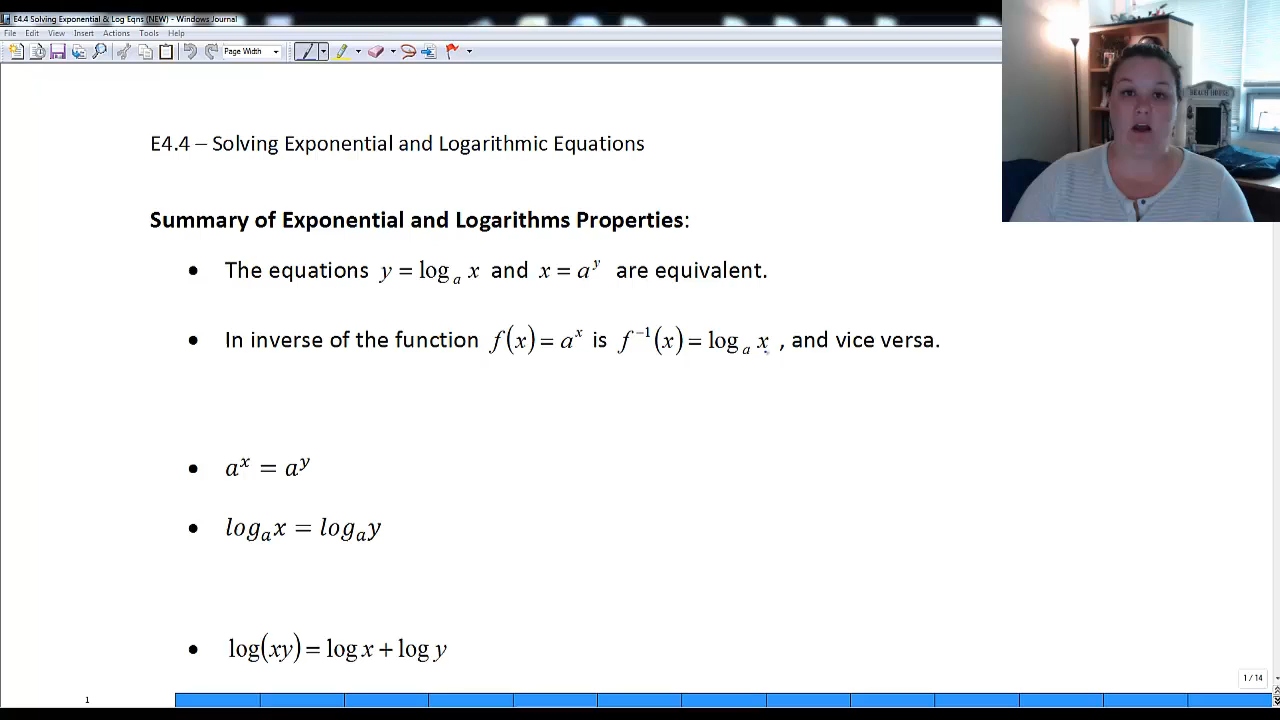 E4.4 Solving Exponential & Log Eqns (NEW) - Windows Journal
File Edit View Insert Actions Tools Help
Page Width
BEACH HOUSE
E4.4 – Solving Exponential and Logarithmic Equations
Summary of Exponential and Logarithms Properties:
• The equations y = log_a x and x = a^y are equivalent.
• In inverse of the function f(x) = a^x is f^{-1}(x) = log_a x , and vice versa.
• a^x = a^y
• log_a x = log_a y
• log(xy) = log x + log y
1 / 14
1